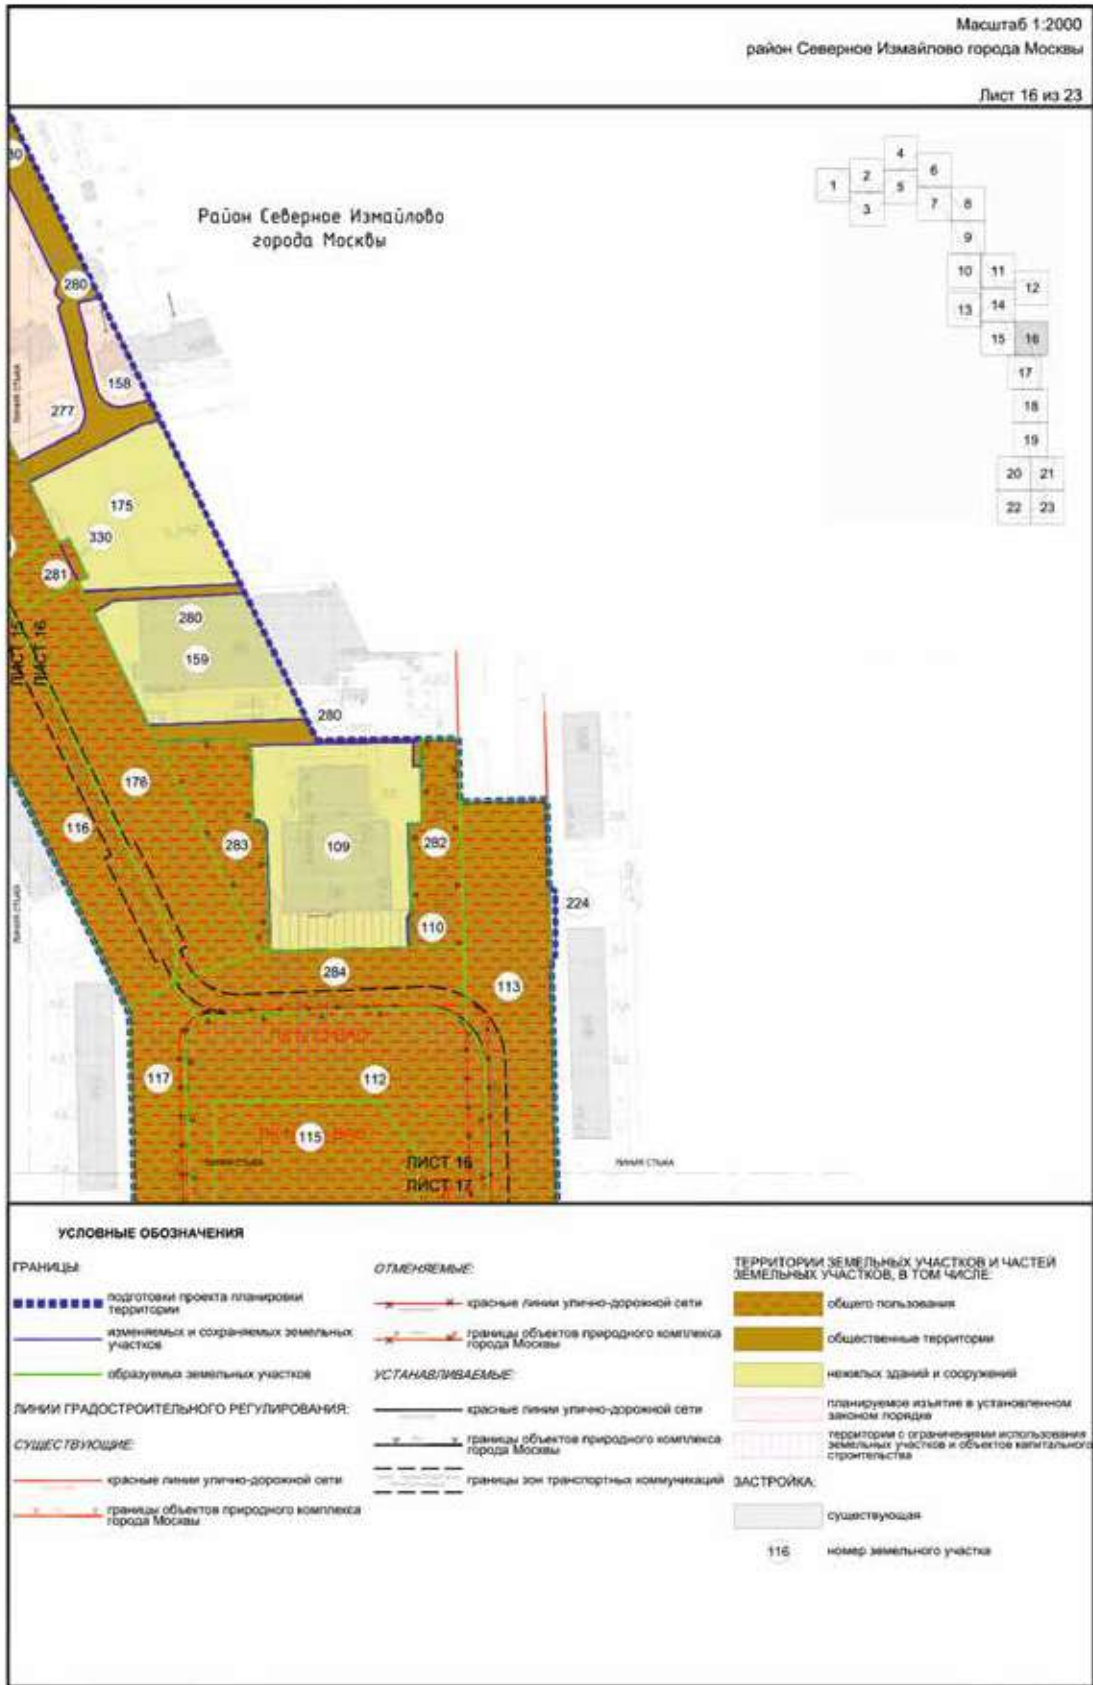 Масштаб 1:2000
район Северное Измайлово города Москвы
Лист 16 из 23
Район Северное Измайлово
города Москвы
4
2
6
1
5
3
7
8
9
10
11
12
13
14
15
16
17
18
19
20
21
22
23
280
158
277
175
330
281
280
159
280
ЛИСТ 15
ЛИСТ 16
176
116
283
109
282
224
110
284
113
117
112
115
ЛИСТ 16
ЛИСТ 17
ЛИНИЯ СТЫКА
ЛИНИЯ СТЫКА
ЛИНИЯ СТЫКА
ЛИНИЯ СТЫКА
УСЛОВНЫЕ ОБОЗНАЧЕНИЯ
ГРАНИЦЫ:
подготовки проекта планировки
территории
изменяемых и сохраняемых земельных
участков
образуемых земельных участков
ЛИНИИ ГРАДОСТРОИТЕЛЬНОГО РЕГУЛИРОВАНИЯ:
СУЩЕСТВУЮЩИЕ:
красные линии улично-дорожной сети
границы объектов природного комплекса
города Москвы
ОТМЕНЯЕМЫЕ:
красные линии улично-дорожной сети
границы объектов природного комплекса
города Москвы
УСТАНАВЛИВАЕМЫЕ:
красные линии улично-дорожной сети
границы объектов природного комплекса
города Москвы
границы зон транспортных коммуникаций
ТЕРРИТОРИИ ЗЕМЕЛЬНЫХ УЧАСТКОВ И ЧАСТЕЙ
ЗЕМЕЛЬНЫХ УЧАСТКОВ, В ТОМ ЧИСЛЕ:
общего пользования
общественные территории
нежилых зданий и сооружений
планируемое изъятие в установленном
законом порядке
территории с ограничениями использования
земельных участков и объектов капитального
строительства
ЗАСТРОЙКА:
существующая
116
номер земельного участка